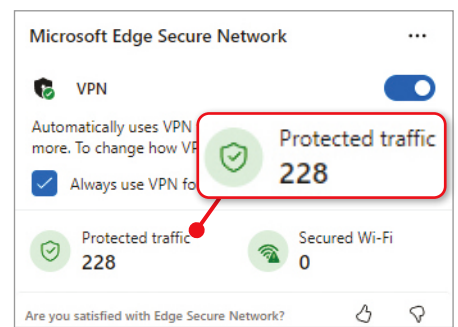 Microsoft Edge Secure Network
VPN
Automatically uses VPN
more. To change how VP
Always use VPN fo
Protected traffic
228
Protected traffic
228
Secured Wi-Fi
0
Are you satisfied with Edge Secure Network?